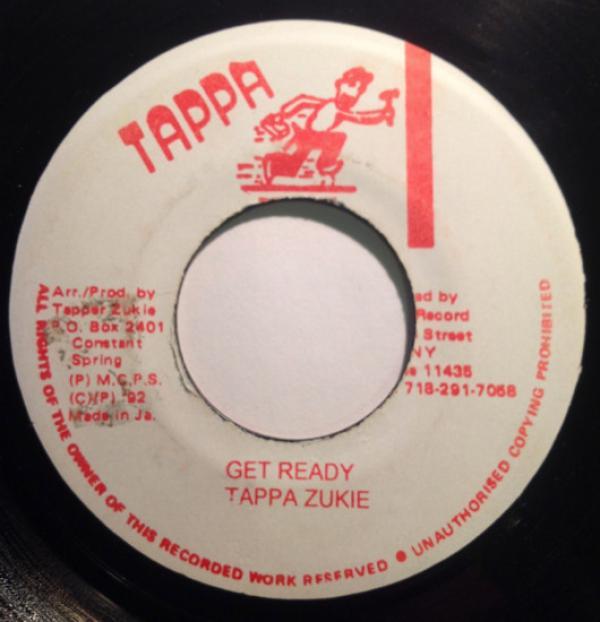 TAPPA
Arr./Prod. by
Tapper Zukie
P.O. Box 2401
Constant
Spring
(P) M.C.P.S.
(C)(P) '92
Made in Ja.
ed by
Record
Street
NY
11435
718-291-7068
GET READY
TAPPA ZUKIE
ALL RIGHTS OF THE OWNER OF THIS RECORDED WORK RESERVED ● UNAUTHORISED COPYING PROHIBITED